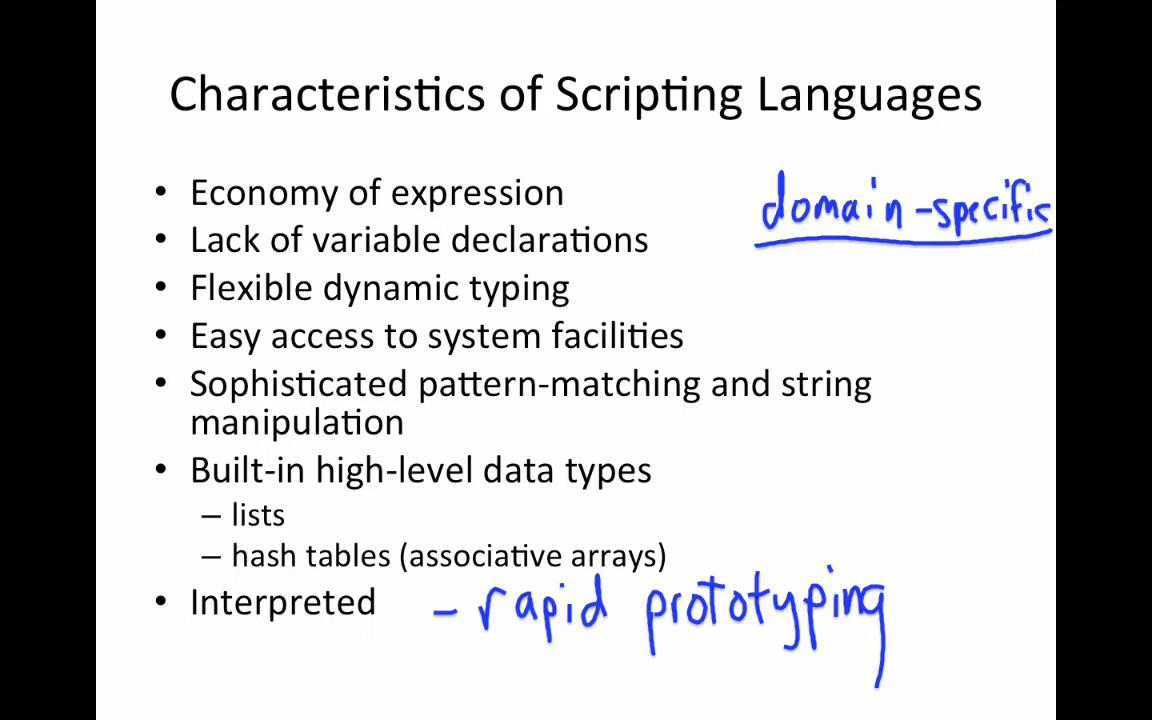 Characteristics of Scripting Languages
• Economy of expression
domain-specific
• Lack of variable declarations
• Flexible dynamic typing
• Easy access to system facilities
• Sophisticated pattern-matching and string
manipulation
• Built-in high-level data types
– lists
– hash tables (associative arrays)
• Interpreted – rapid prototyping